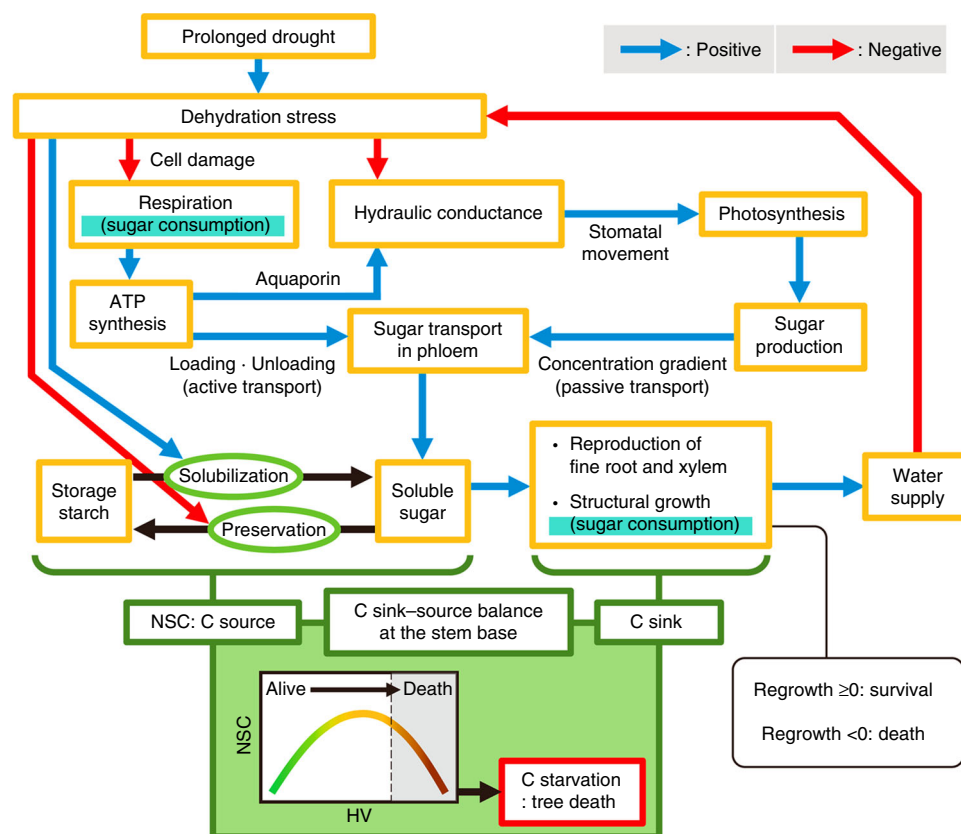 Prolonged drought
: Positive
: Negative
Dehydration stress
Cell damage
Respiration
(sugar consumption)
Hydraulic conductance
Photosynthesis
Stomatal
movement
Aquaporin
ATP
synthesis
Sugar transport
in phloem
Sugar
production
Loading · Unloading
(active transport)
Concentration gradient
(passive transport)
Storage
starch
Solubilization
Preservation
Soluble
sugar
• Reproduction of
fine root and xylem
• Structural growth
(sugar consumption)
Water
supply
NSC: C source
C sink–source balance
at the stem base
C sink
Alive
Death
NSC
HV
C starvation
: tree death
Regrowth ≥0: survival
Regrowth <0: death